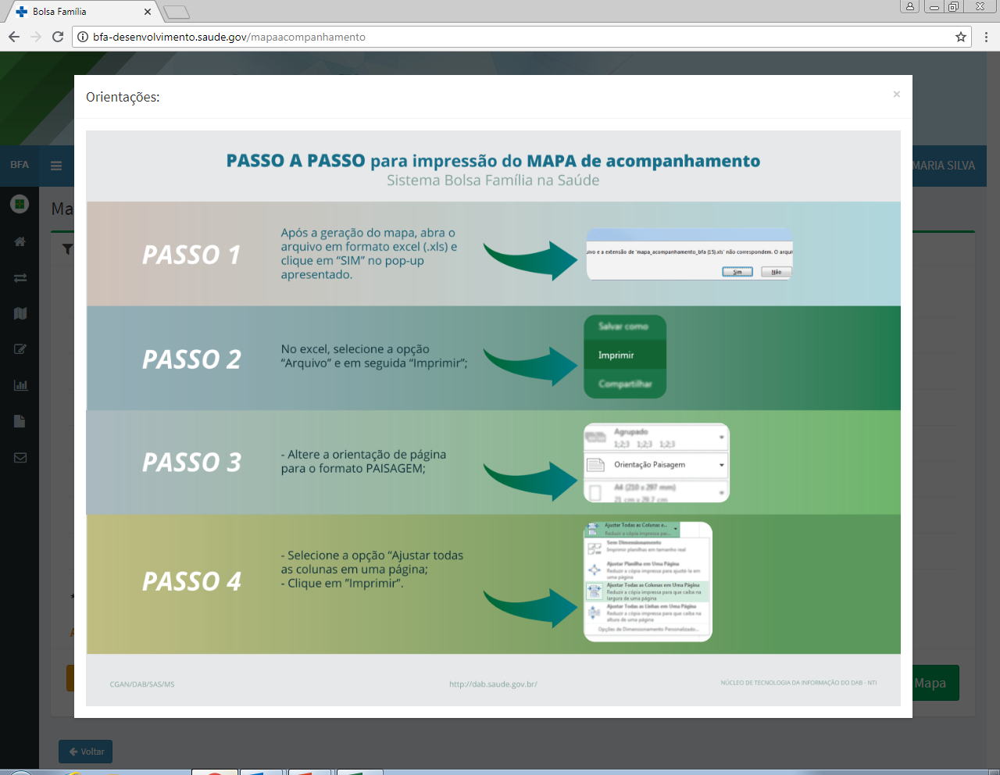 Bolsa Família
bfa-desenvolvimento.saude.gov/mapaacompanhamento
Orientações:
×
BFA
MARIA SILVA
Ma
PASSO A PASSO para impressão do MAPA de acompanhamento
Sistema Bolsa Família na Saúde
PASSO 1
Após a geração do mapa, abra o
arquivo em formato excel (.xls) e
clique em “SIM” no pop-up
apresentado.
uivo e a extensão de 'mapa_acompanhamento_bfa (15).xls' não correspondem. O arqui
Sim
Não
PASSO 2
No excel, selecione a opção
“Arquivo” e em seguida “Imprimir”;
Salvar como
Imprimir
Compartilhar
PASSO 3
- Altere a orientação de página
para o formato PAISAGEM;
Agrupado
1;2;3 1;2;3 1;2;3
Orientação Paisagem
A4 (210 x 297 mm)
21 cm x 29,7 cm
PASSO 4
- Selecione a opção “Ajustar todas
as colunas em uma página;
- Clique em ”Imprimir”.
Ajustar Todas as Colunas e...
Reduzir a cópia impressa par...
Sem Dimensionamento
Imprimir planilhas em tamanho real
Ajustar Planilha em Uma Página
Reduzir a cópia impressa para ajustá-la em
uma página
Ajustar Todas as Colunas em Uma Página
Reduzir a cópia impressa para que caiba na
largura de uma página
Ajustar Todas as Linhas em Uma Página
Reduzir a cópia impressa para que caiba na
altura de uma página
Opções de Dimensionamento Personalizado...
CGAN/DAB/SAS/MS
http://dab.saude.gov.br/
NÚCLEO DE TECNOLOGIA DA INFORMAÇÃO DO DAB - NTI
*
A
Mapa
Voltar